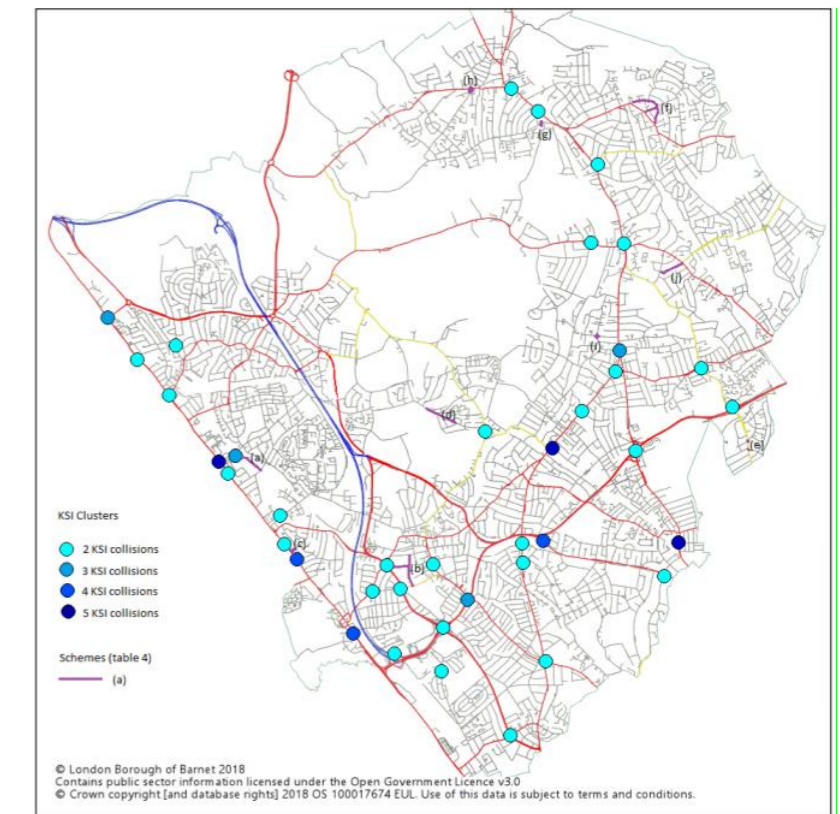 (h)
(f)
(g)
(j)
(i)
(d)
(e)
(a)
(c)
(b)
KSI Clusters
2 KSI collisions
3 KSI collisions
4 KSI collisions
5 KSI collisions
Schemes (table 4)
(a)
© London Borough of Barnet 2018
Contains public sector information licensed under the Open Government Licence v3.0
© Crown copyright [and database rights] 2018 OS 100017674 EUL. Use of this data is subject to terms and conditions.